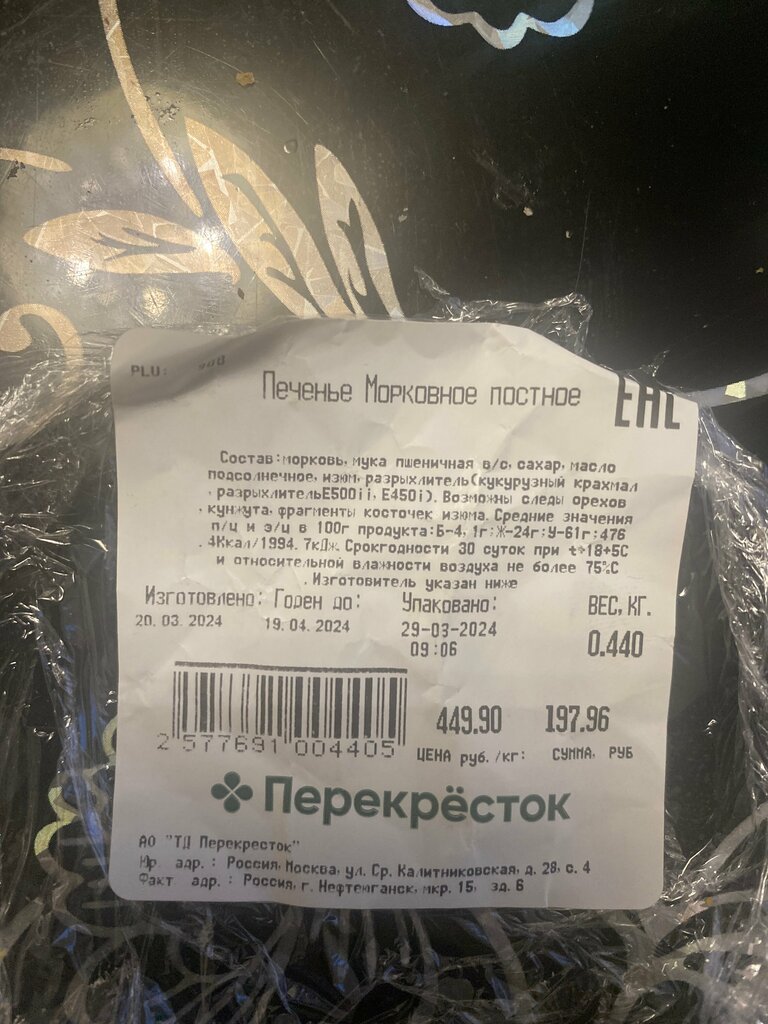 PLU:
Печенье Морковное постное
EAC
Состав:морковь, мука пшеничная в/с, сахар, масло
подсолнечное, изюм, разрыхлитель(кукурузный крахмал
, разрыхлительE500ii, E450i). Возможны следы орехов
, кунжута, фрагменты косточек изюма. Средние значения
п/ц и э/ц в 100г продукта:Б-4, 1г:Ж-24г:У-61г:476
. 4Ккал/1994. 7кДж. Срокгодности 30 суток при t+18+5C
и относительной влажности воздуха не более 75%C
. Изготовитель указан ниже
Изготовлено: Годен до: Упаковано: ВЕС, КГ.
20. 03. 2024 19. 04. 2024 29-03-2024 0.440
09:06
449.90 197.96
2 577691 004405 ЦЕНА руб. /кг: СУММА, РУБ
Перекрёсток
АО "ТД Перекресток"
Юр. адр. : Россия, Москва, ул. Ср. Калитниковская, д. 28, с. 4
Факт адр. : Россия, г. Нефтеюганск, мкр. 15, зд. 6